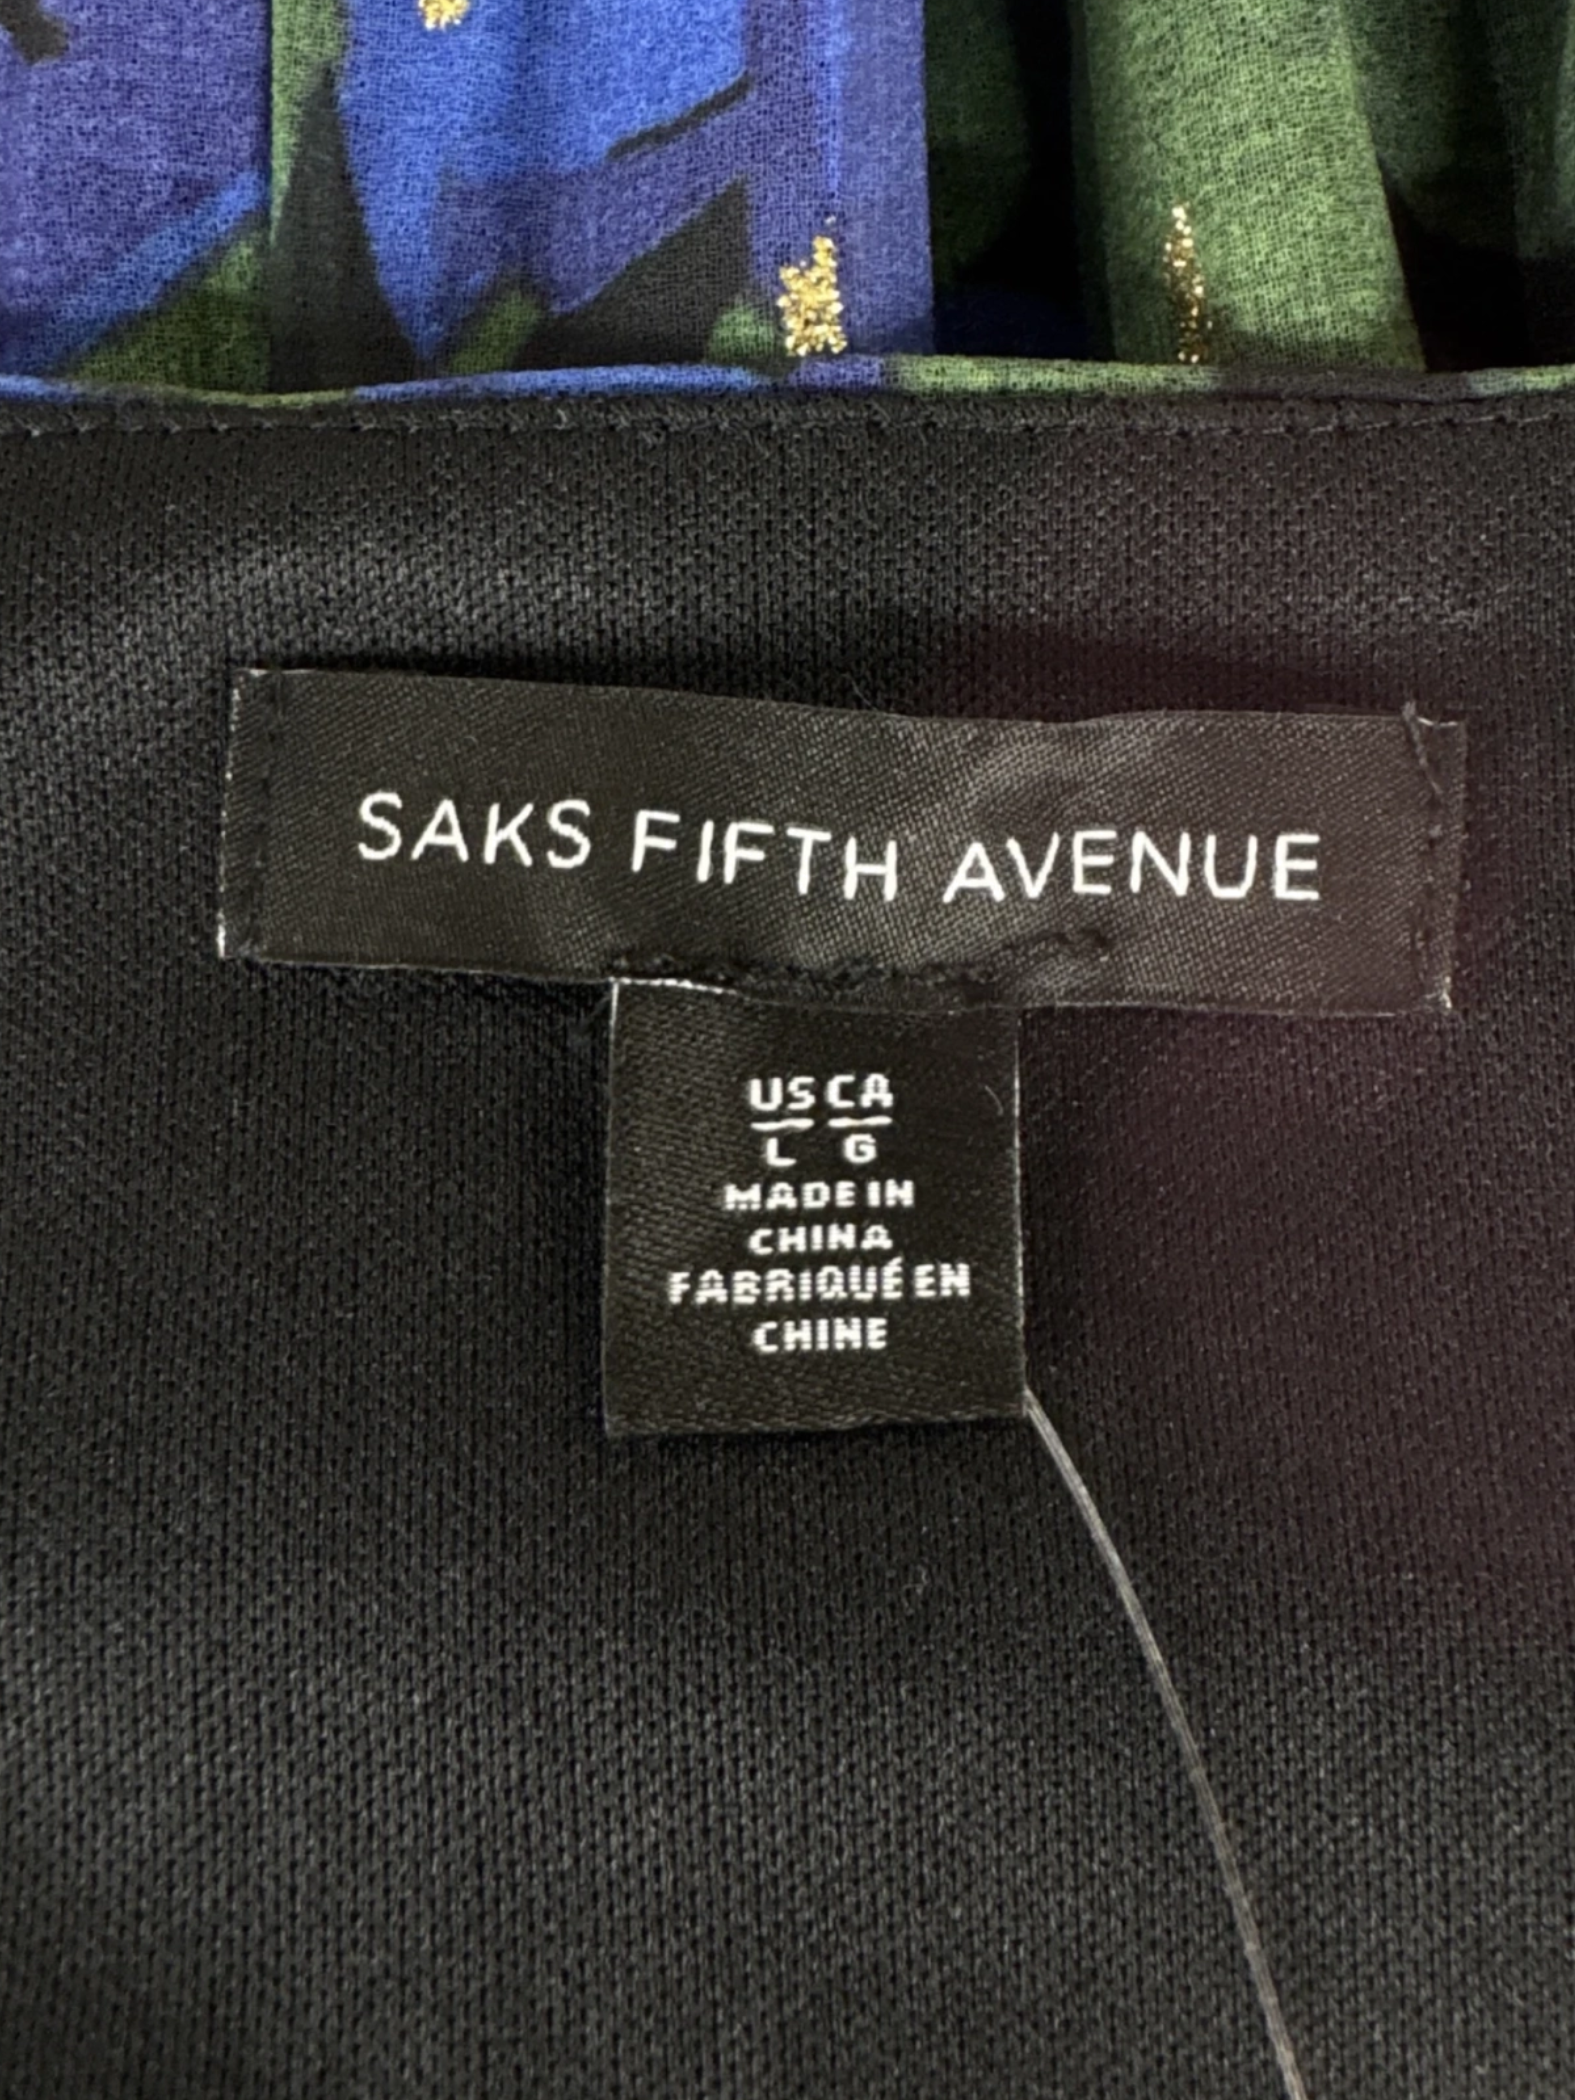 SAKS FIFTH AVENUE
US CA
L G
MADE IN
CHINA
FABRIQUÉ EN
CHINE